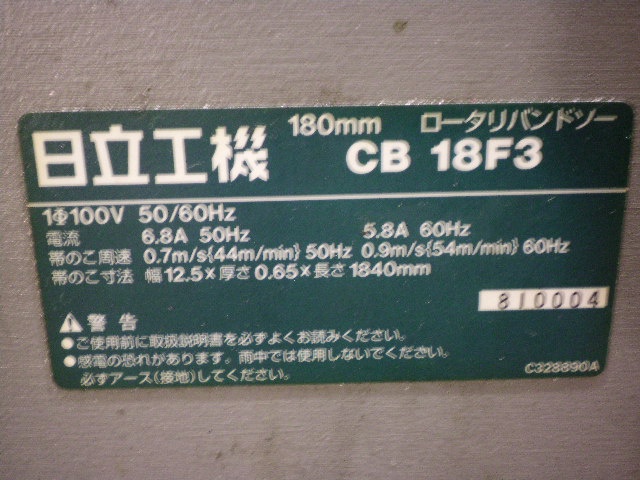 日立工機 180mm ロータリバンドソー
CB 18F3
1Φ100V 50/60Hz
電流 6.8A 50Hz 5.8A 60Hz
帯のこ周速 0.7m/s{44m/min} 50Hz 0.9m/s{54m/min} 60Hz
帯のこ寸法 幅12.5×厚さ0.65×長さ1840mm
810004
⚠警告
●ご使用前に取扱説明書を必ずよくお読みください。
●感電の恐れがあります。雨中では使用しないでください。
必ずアース(接地)してください。
C328890A